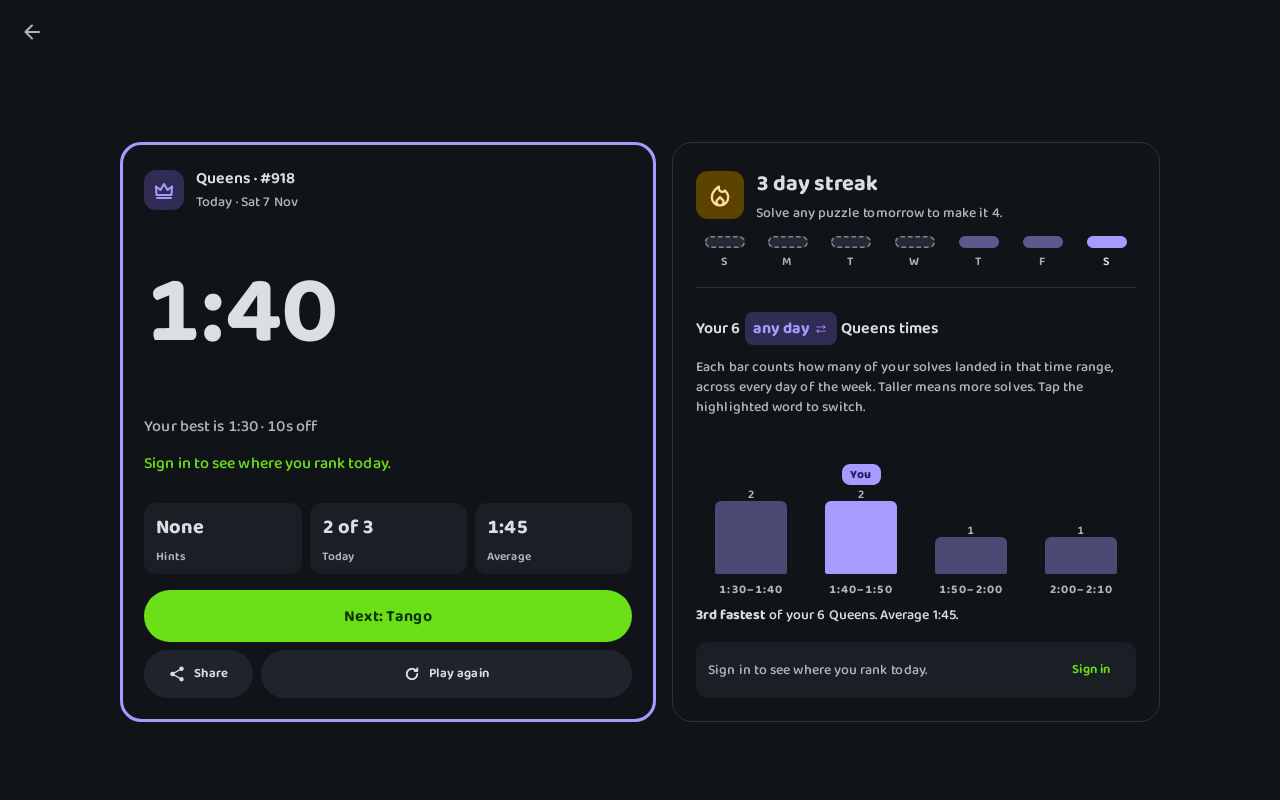 Queens · #918
Today · Sat 7 Nov
1:40
Your best is 1:30 · 10s off
Sign in to see where you rank today.
None
Hints
2 of 3
Today
1:45
Average
Next: Tango
Share
Play again
3 day streak
Solve any puzzle tomorrow to make it 4.
S M T W T F S
Your 6 any day ⇄ Queens times
Each bar counts how many of your solves landed in that time range,
across every day of the week. Taller means more solves. Tap the
highlighted word to switch.
You
2 2 1 1
1:30–1:40 1:40–1:50 1:50–2:00 2:00–2:10
3rd fastest of your 6 Queens. Average 1:45.
Sign in to see where you rank today. Sign in